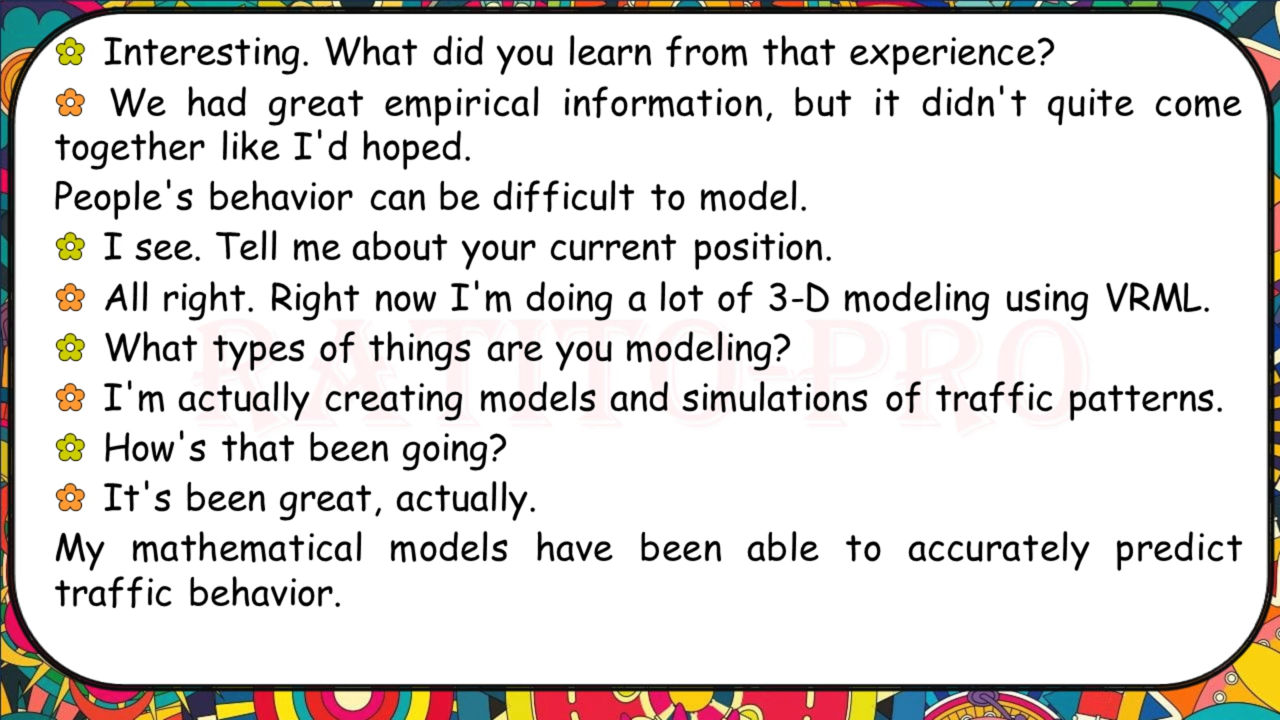 Interesting. What did you learn from that experience?
We had great empirical information, but it didn't quite come
together like I'd hoped.
People's behavior can be difficult to model.
I see. Tell me about your current position.
All right. Right now I'm doing a lot of 3-D modeling using VRML.
What types of things are you modeling?
I'm actually creating models and simulations of traffic patterns.
How's that been going?
It's been great, actually.
My mathematical models have been able to accurately predict
traffic behavior.
RATITO-PRO